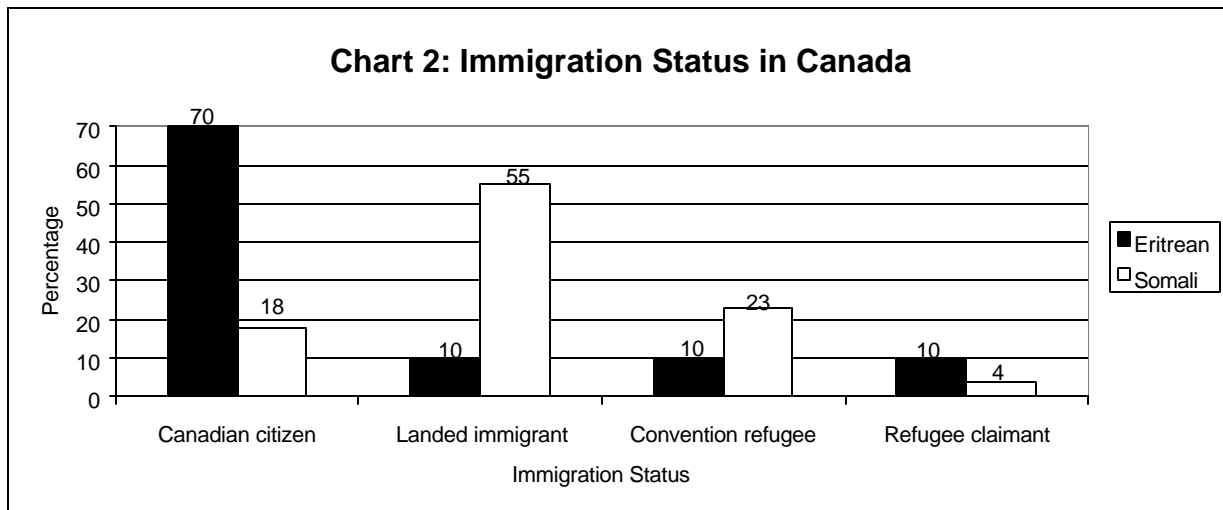 Chart 2: Immigration Status in Canada
Percentage
70
60
50
40
30
20
10
0
70
18
10
55
10
23
10
4
Canadian citizen
Landed immigrant
Convention refugee
Refugee claimant
Immigration Status
Eritrean
Somali